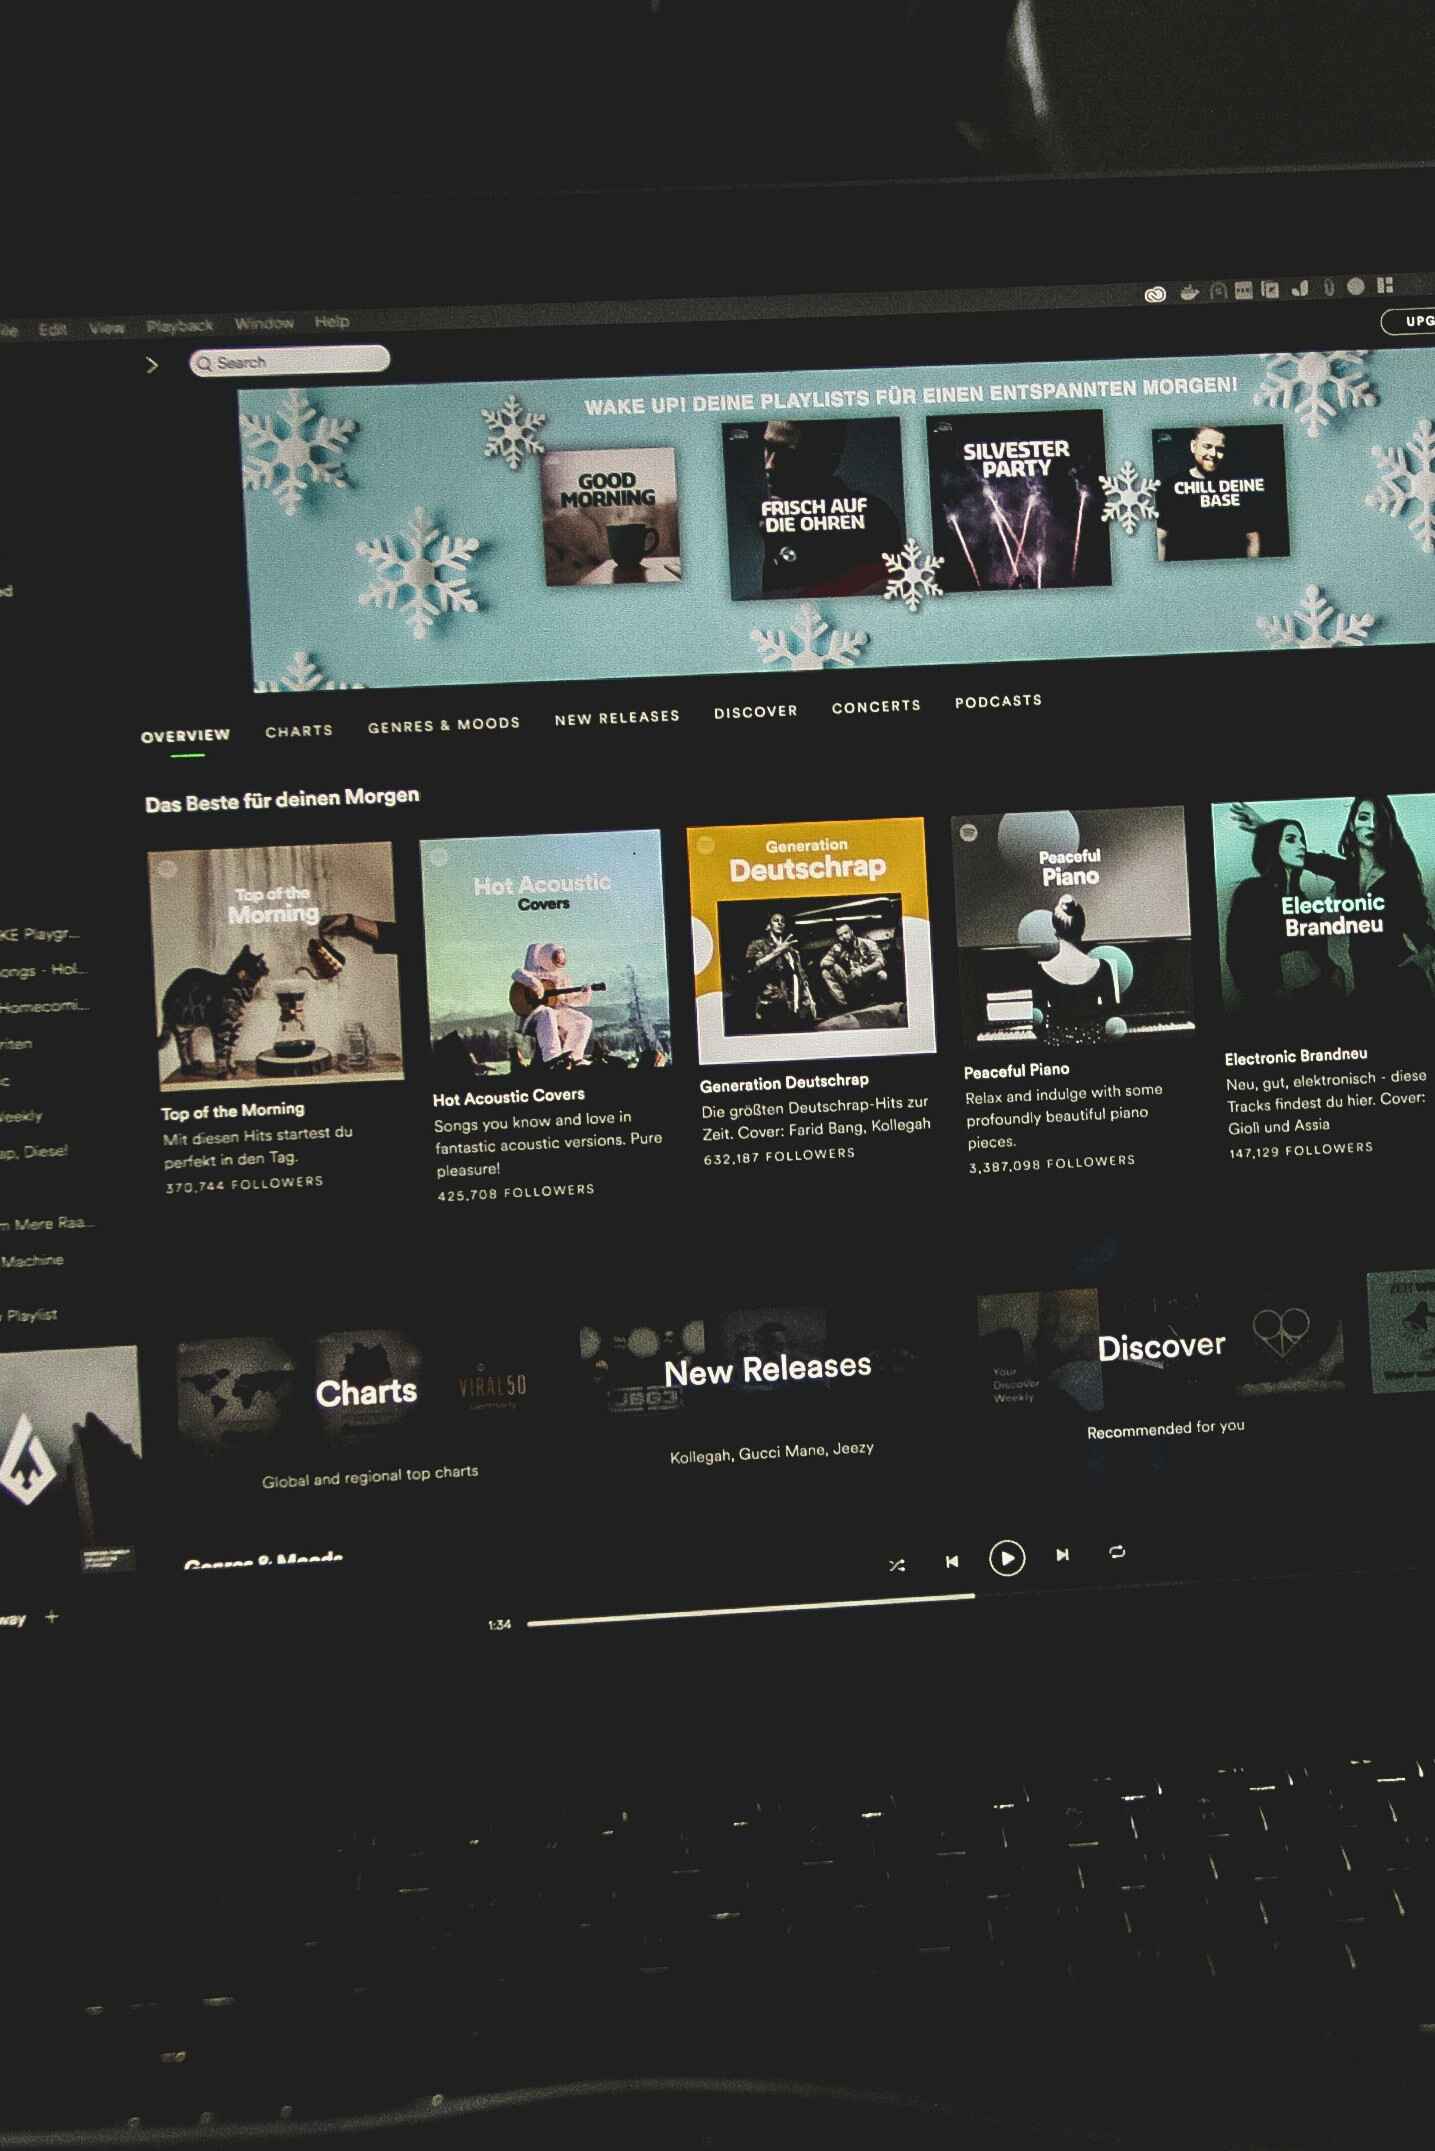 Edit View Playback Window Help
UPG
Search
WAKE UP! DEINE PLAYLISTS FÜR EINEN ENTSPANNTEN MORGEN!
GOOD
MORNING
FRISCH AUF
DIE OHREN
SILVESTER
PARTY
CHILL DEINE
BASE
OVERVIEW CHARTS GENRES & MOODS NEW RELEASES DISCOVER CONCERTS PODCASTS
Das Beste für deinen Morgen
Top of the
Morning
Hot Acoustic
Covers
Generation
Deutschrap
Peaceful
Piano
Electronic
Brandneu
Top of the Morning
Mit diesen Hits startest du
perfekt in den Tag.
370,744 FOLLOWERS
Hot Acoustic Covers
Songs you know and love in
fantastic acoustic versions. Pure
pleasure!
425,708 FOLLOWERS
Generation Deutschrap
Die größten Deutschrap-Hits zur
Zeit. Cover: Farid Bang, Kollegah
632,187 FOLLOWERS
Peaceful Piano
Relax and indulge with some
profoundly beautiful piano
pieces.
3,387,098 FOLLOWERS
Electronic Brandneu
Neu, gut, elektronisch - diese
Tracks findest du hier. Cover:
Giolì und Assia
147,129 FOLLOWERS
KE Playgr...
ongs - Hol...
Homecomi...
riten
eekly
ap, Diese!
m Mere Raa...
Machine
Playlist
Charts
VIRAL50
Global and regional top charts
New Releases
JBG3
Kollegah, Gucci Mane, Jeezy
Discover
Your
Discover
Weekly
Recommended for you
Genres & Moods
way +
1:34